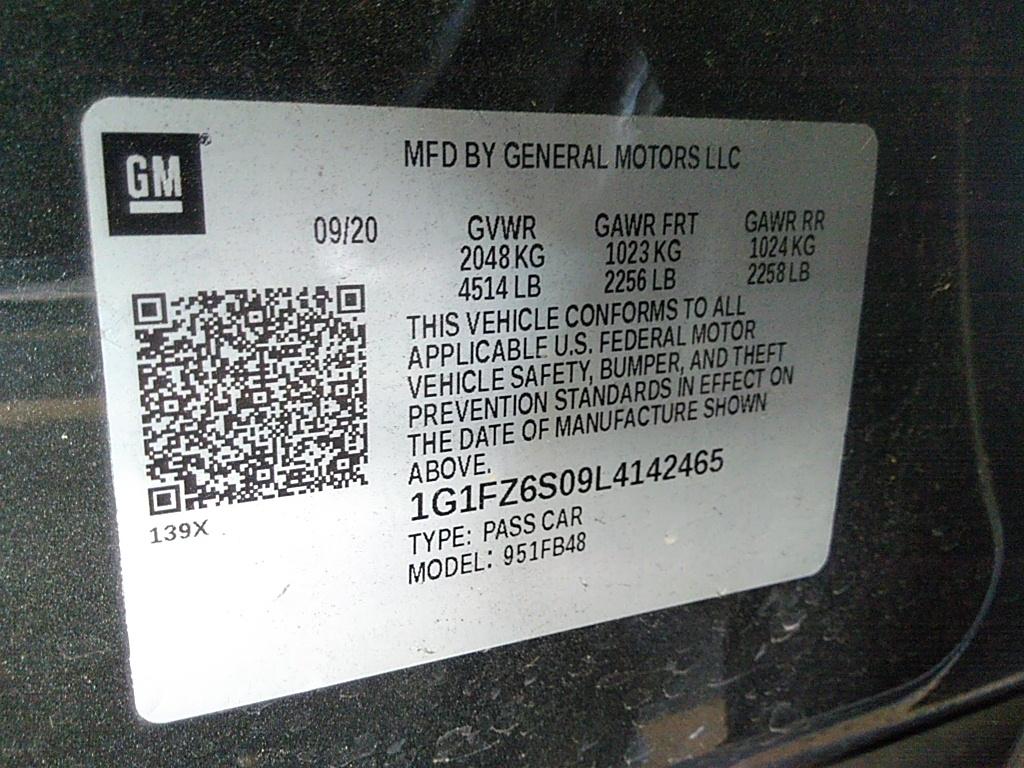 GM
MFD BY GENERAL MOTORS LLC
09/20 GVWR GAWR FRT GAWR RR
2048 KG 1023 KG 1024 KG
4514 LB 2256 LB 2258 LB
THIS VEHICLE CONFORMS TO ALL
APPLICABLE U.S. FEDERAL MOTOR
VEHICLE SAFETY, BUMPER, AND THEFT
PREVENTION STANDARDS IN EFFECT ON
THE DATE OF MANUFACTURE SHOWN
ABOVE.
1G1FZ6S09L4142465
TYPE: PASS CAR
MODEL: 951FB48
139X